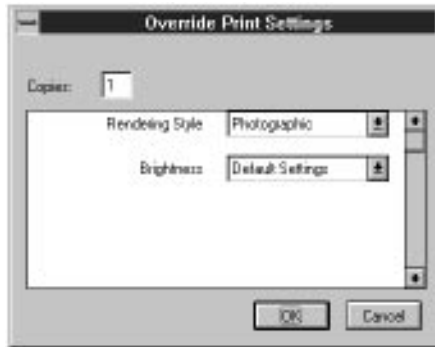 Override Print Settings
Copies: 1
Rendering Style Photographic
Brightness Default Settings
OK Cancel